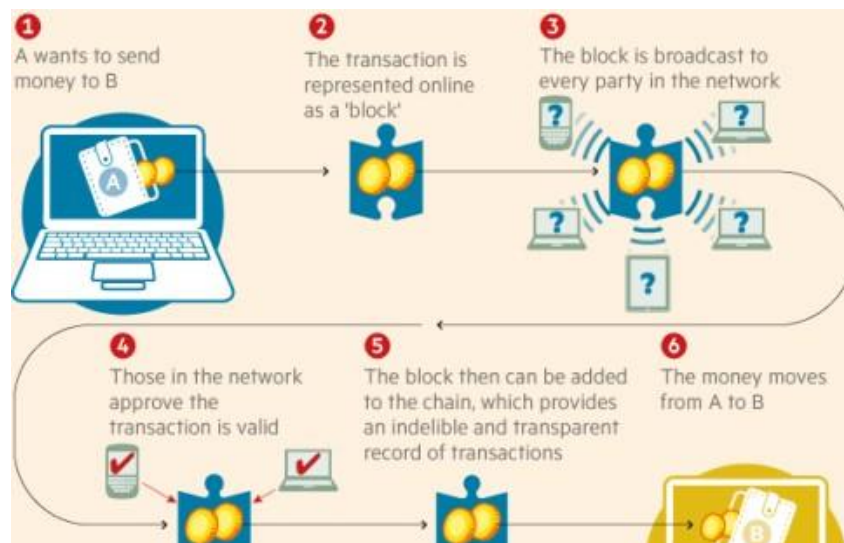 1
A wants to send
money to B
A
2
The transaction is
represented online
as a 'block'
3
The block is broadcast to
every party in the network
?
?
?
?
?
4
Those in the network
approve the
transaction is valid
5
The block then can be added
to the chain, which provides
an indelible and transparent
record of transactions
6
The money moves
from A to B
B